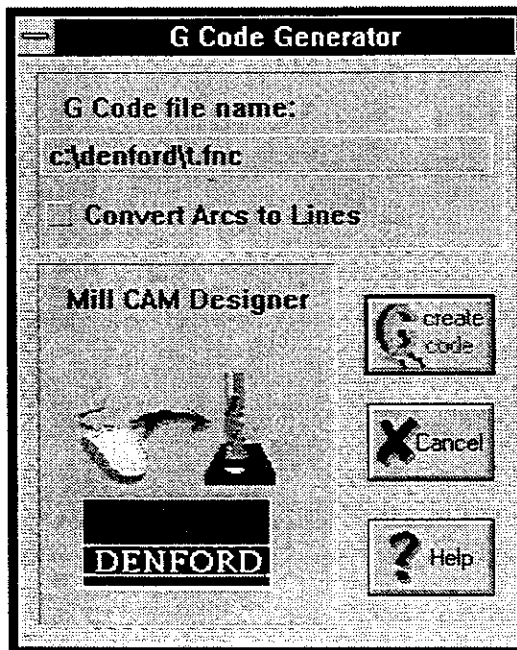 G Code Generator
G Code file name:
c:\denford\t.fnc
Convert Arcs to Lines
Mill CAM Designer
create
code
Cancel
DENFORD
Help